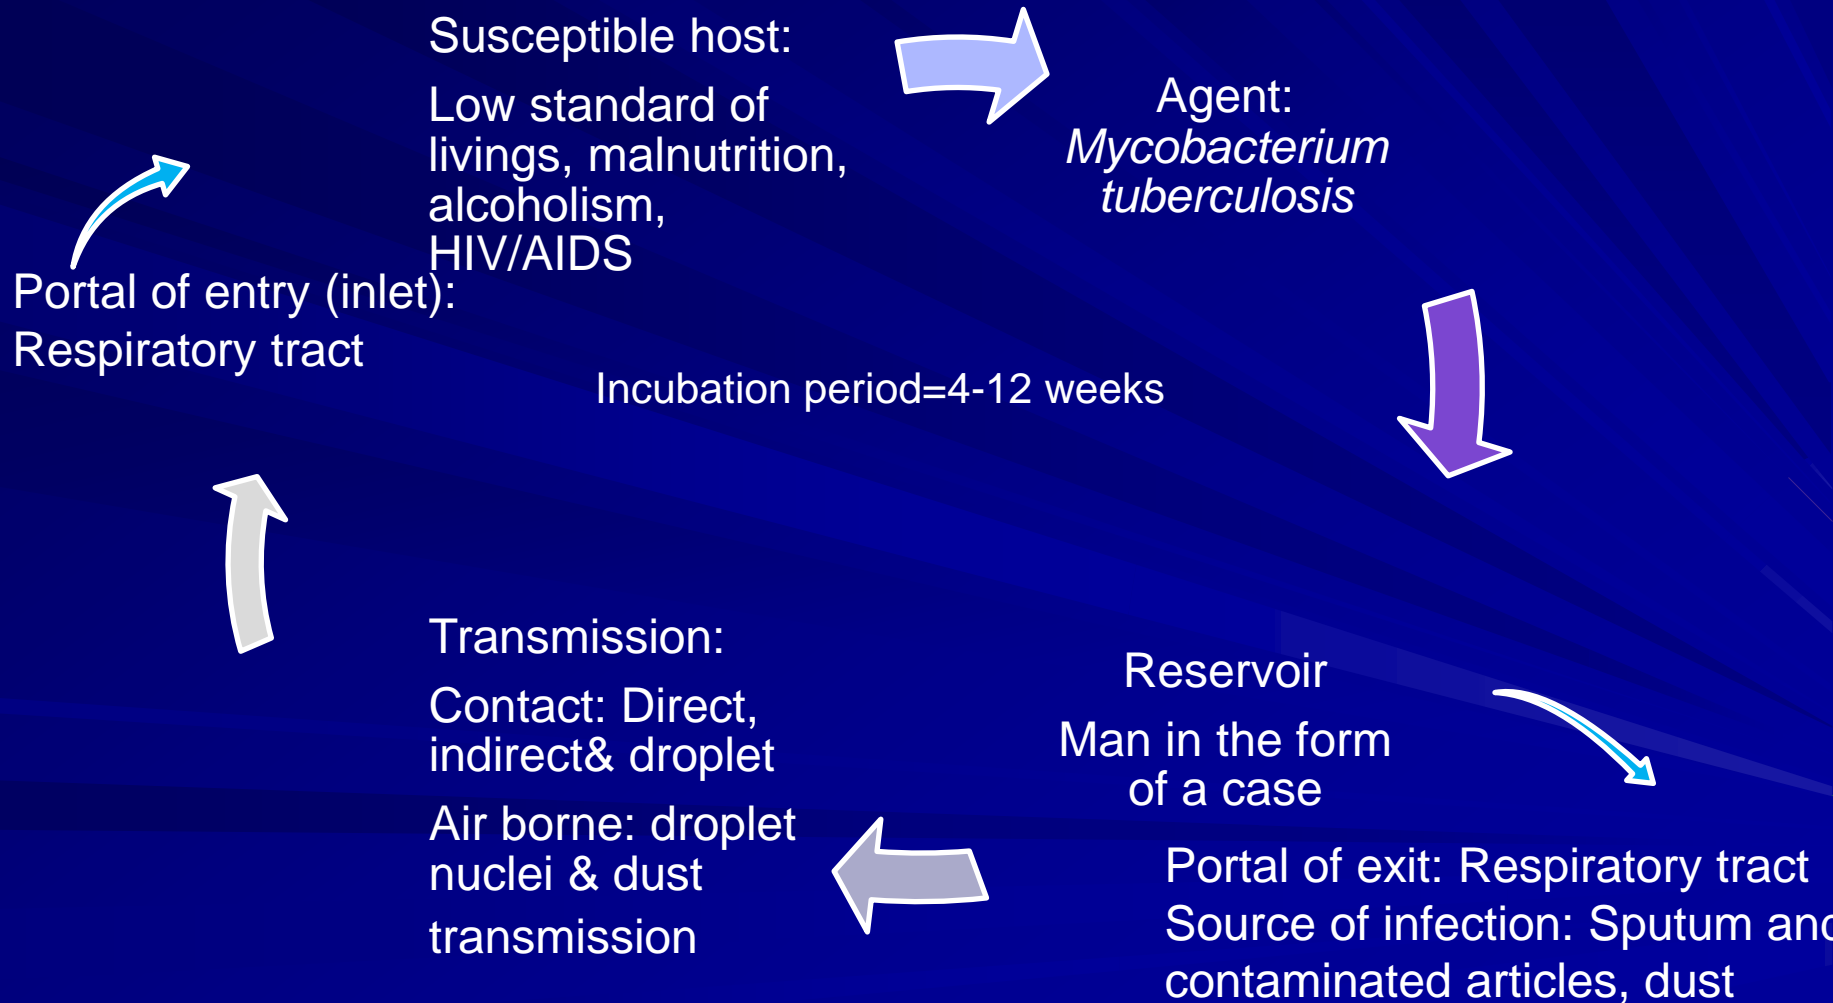 Susceptible host:
Low standard of
livings, malnutrition,
alcoholism,
HIV/AIDS
Agent:
Mycobacterium
tuberculosis
Portal of entry (inlet):
Respiratory tract
Incubation period=4-12 weeks
Transmission:
Contact: Direct,
indirect& droplet
Air borne: droplet
nuclei & dust
transmission
Reservoir
Man in the form
of a case
Portal of exit: Respiratory tract
Source of infection: Sputum and
contaminated articles, dust